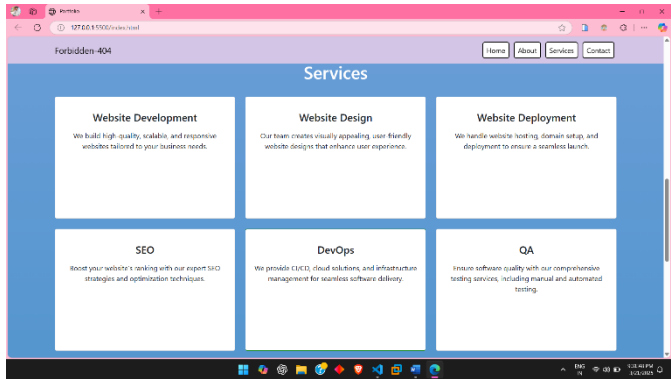 Portfolio
127.0.0.1:5500/index.html
Forbidden-404
Home
About
Services
Contact
Services
Website Development
We build high-quality, scalable, and responsive
websites tailored to your business needs.
Website Design
Our team creates visually appealing, user-friendly
website designs that enhance user experience.
Website Deployment
We handle website hosting, domain setup, and
deployment to ensure a seamless launch.
SEO
Boost your website's ranking with our expert SEO
strategies and optimization techniques.
DevOps
We provide CI/CD, cloud solutions, and infrastructure
management for seamless software delivery.
QA
Ensure software quality with our comprehensive
testing services, including manual and automated
testing.
ENG
IN